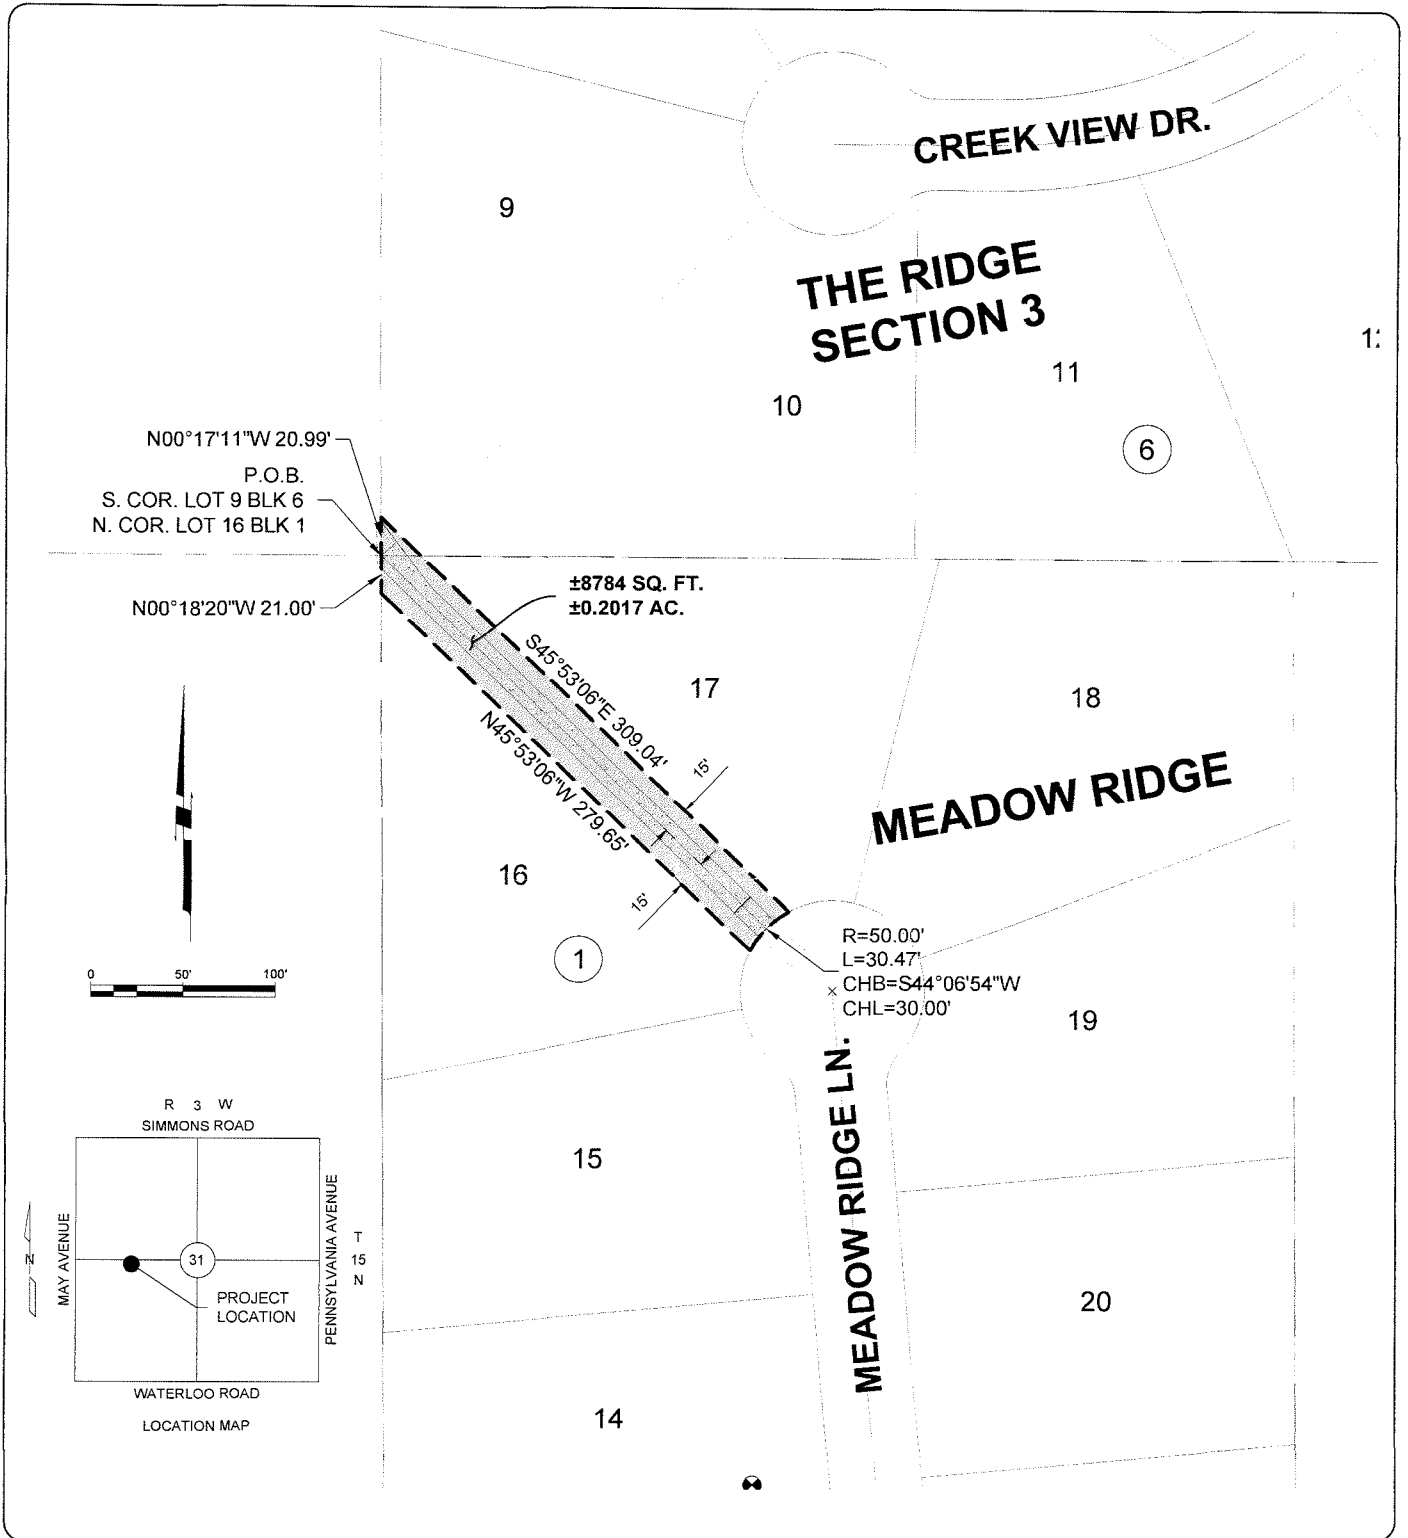 CREEK VIEW DR.
9
THE RIDGE
SECTION 3
11
10
6
N00°17'11"W 20.99'
P.O.B.
S. COR. LOT 9 BLK 6
N. COR. LOT 16 BLK 1
N00°18'20"W 21.00'
±8784 SQ. FT.
±0.2017 AC.
S45°53'06"E 309.04'
N45°53'06"W 279.65'
15'
15'
17
18
MEADOW RIDGE
16
1
R=50.00'
L=30.47'
CHB=S44°06'54"W
CHL=30.00'
0 50' 100'
19
MEADOW RIDGE LN.
15
20
14
R 3 W
SIMMONS ROAD
MAY AVENUE
PENNSYLVANIA AVENUE
T
15
N
N
31
PROJECT
LOCATION
WATERLOO ROAD
LOCATION MAP